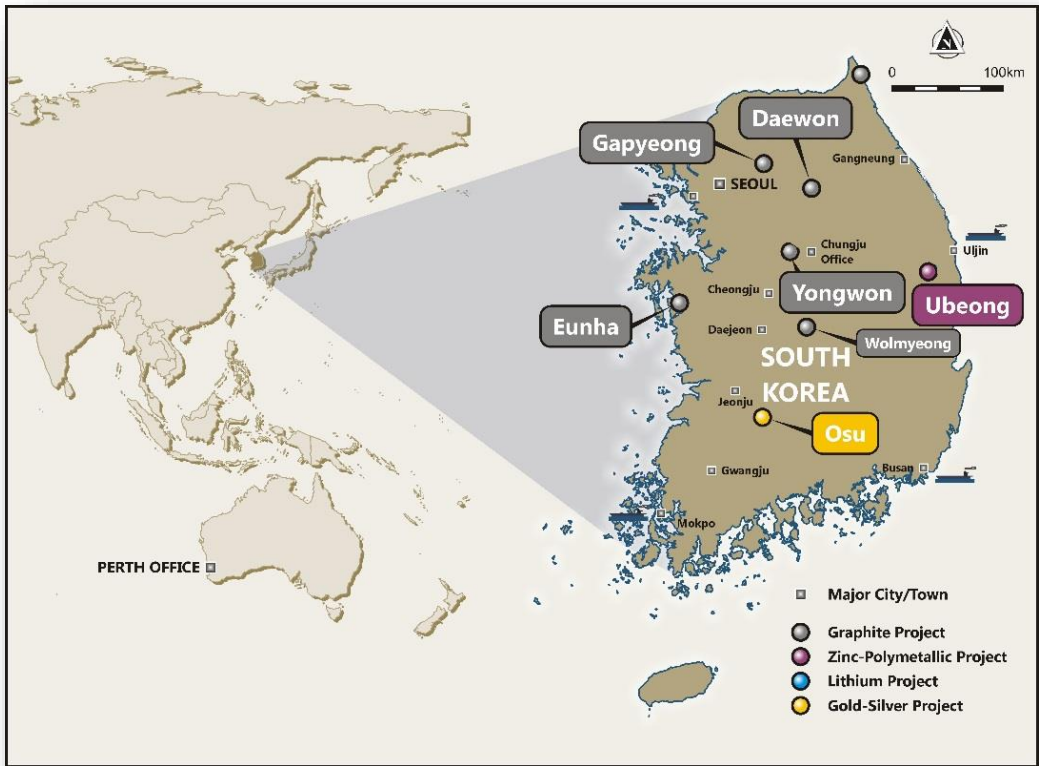 N
0 100km
Daewon
Gapyeong
Gangneung
SEOUL
Uljin
Chungju
Office
Cheongju
Yongwon
Ubeong
Eunha
Daejeon
Wolmyeong
SOUTH
KOREA
Jeonju
Osu
Gwangju
Busan
Mokpo
PERTH OFFICE
Major City/Town
Graphite Project
Zinc-Polymetallic Project
Lithium Project
Gold-Silver Project